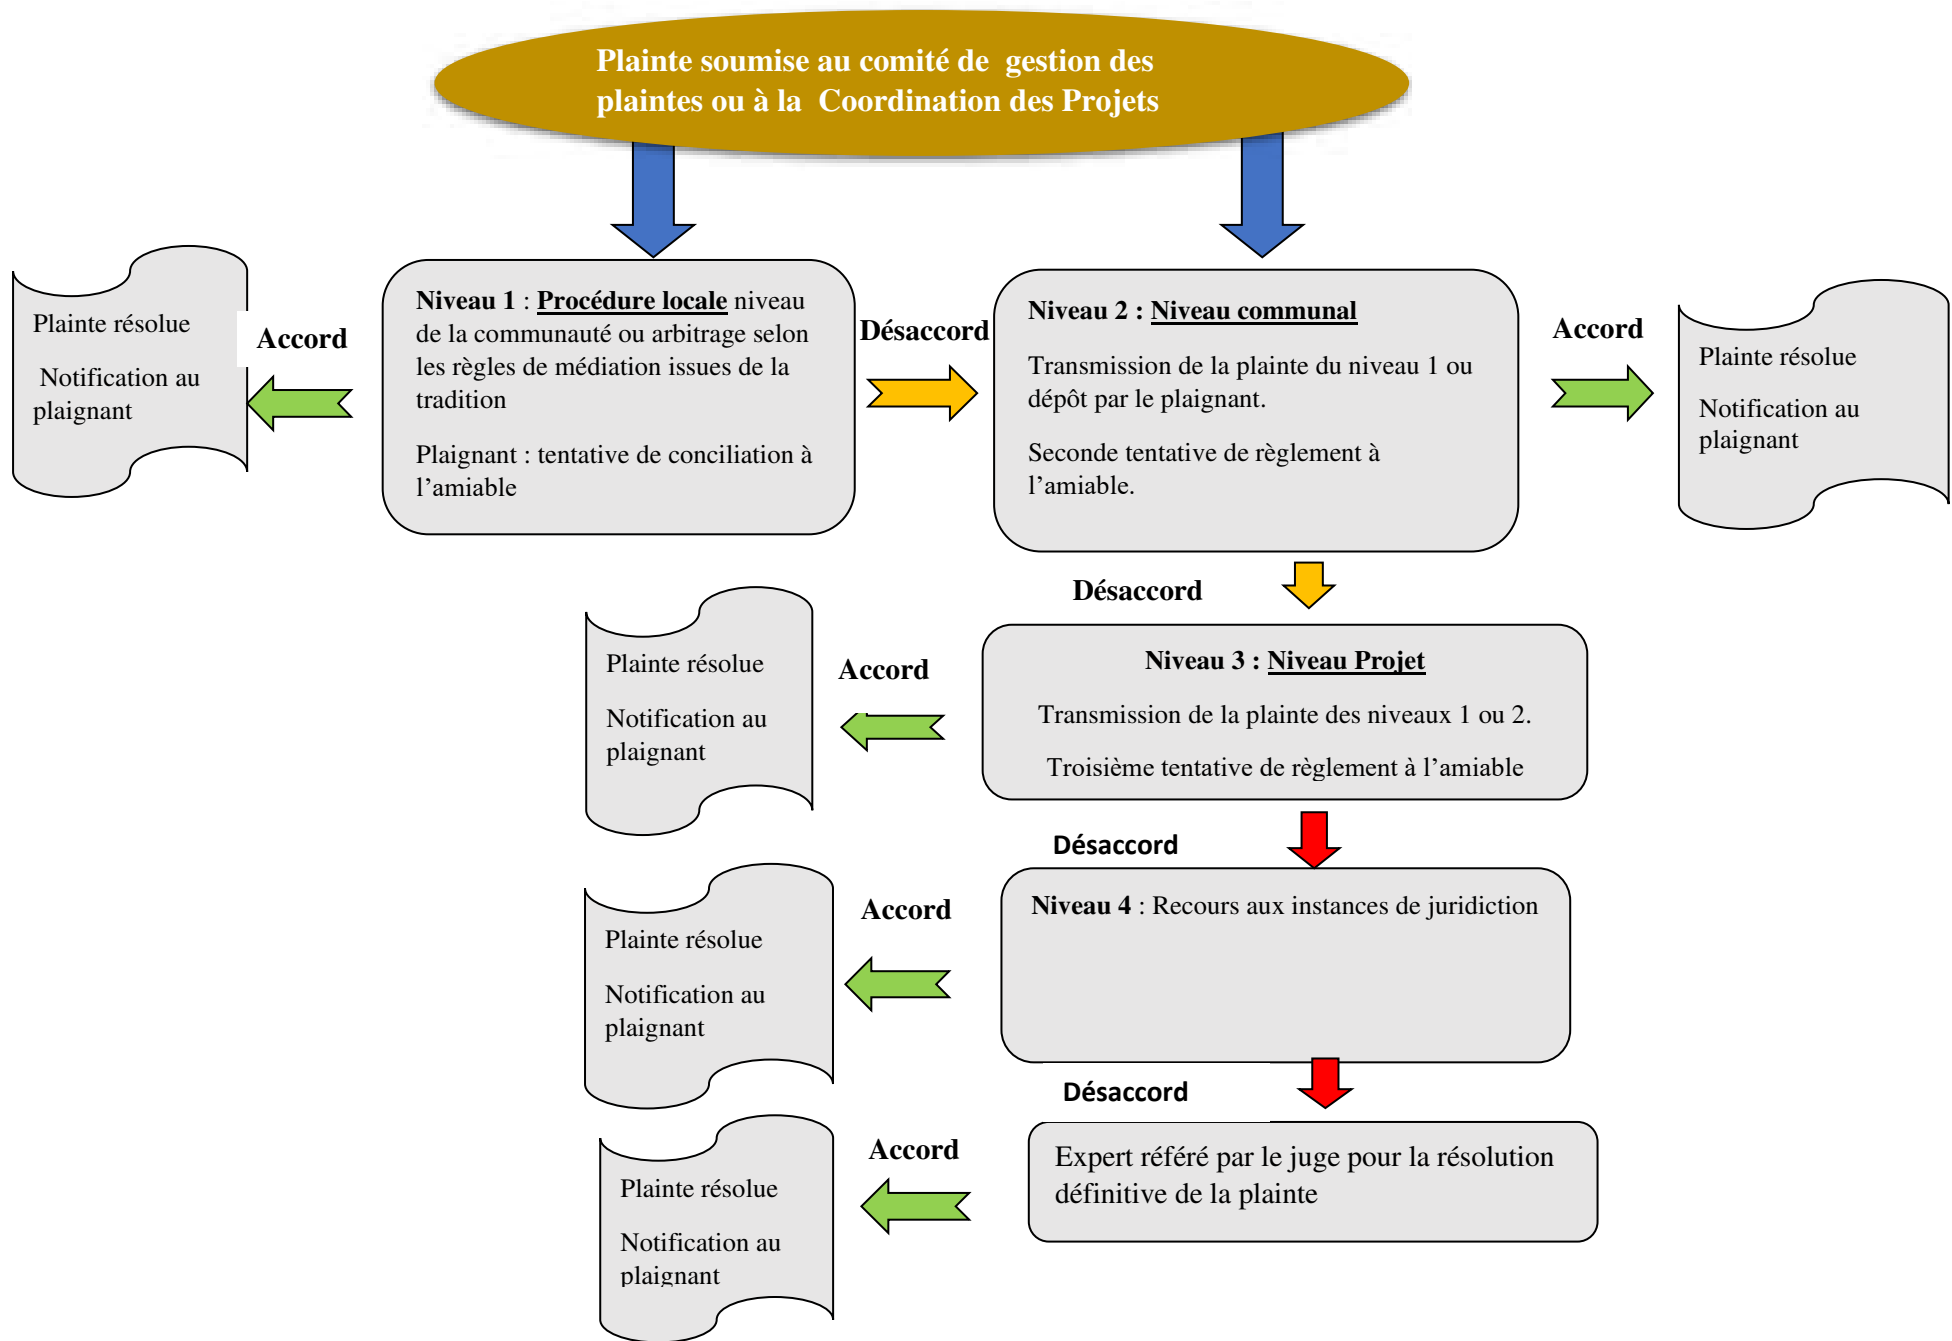 Plainte soumise au comité de gestion des
plaintes ou à la Coordination des Projets
Plainte résolue
Notification au
plaignant
Accord
Niveau 1 : Procédure locale niveau
de la communauté ou arbitrage selon
les règles de médiation issues de la
tradition
Plaignant : tentative de conciliation à
l’amiable
Désaccord
Niveau 2 : Niveau communal
Transmission de la plainte du niveau 1 ou
dépôt par le plaignant.
Seconde tentative de règlement à
l’amiable.
Accord
Plainte résolue
Notification au
plaignant
Désaccord
Plainte résolue
Notification au
plaignant
Accord
Niveau 3 : Niveau Projet
Transmission de la plainte des niveaux 1 ou 2.
Troisième tentative de règlement à l’amiable
Désaccord
Plainte résolue
Notification au
plaignant
Accord
Niveau 4 : Recours aux instances de juridiction
Désaccord
Plainte résolue
Notification au
plaignant
Accord
Expert référé par le juge pour la résolution
définitive de la plainte